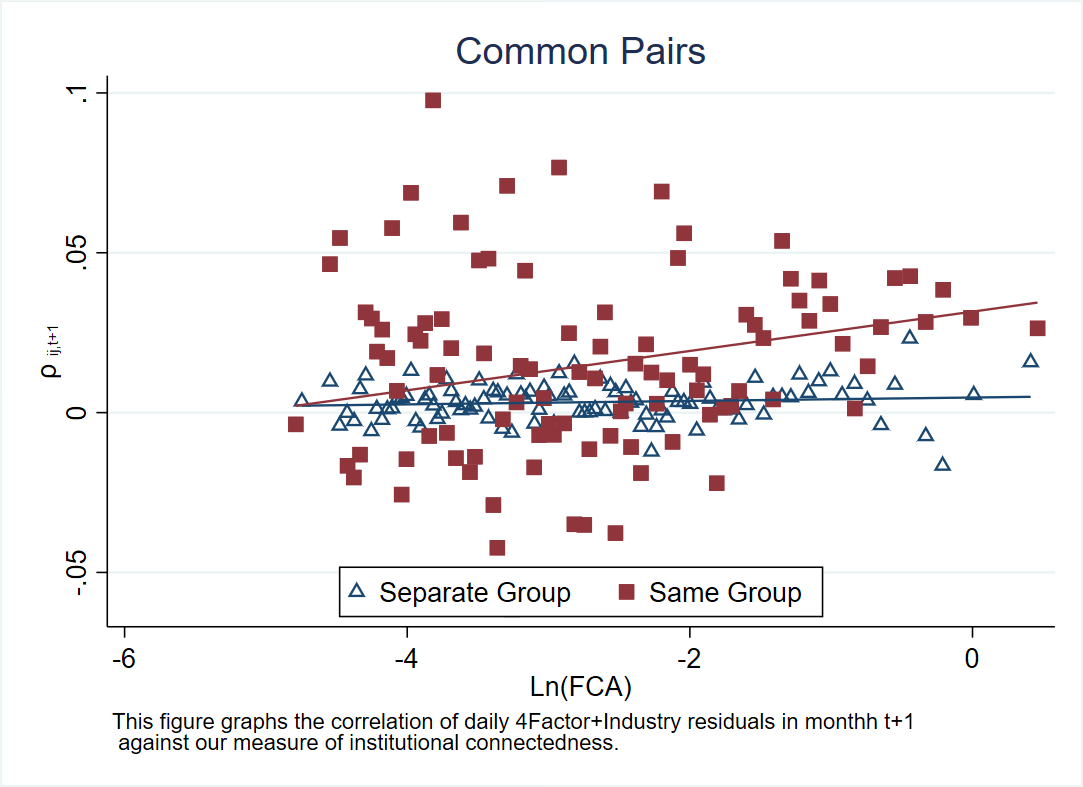 Common Pairs
.1
.05
0
-.05
ρ ij,t+1
-6 -4 -2 0
Ln(FCA)
Separate Group Same Group
This figure graphs the correlation of daily 4Factor+Industry residuals in monthh t+1
against our measure of institutional connectedness.